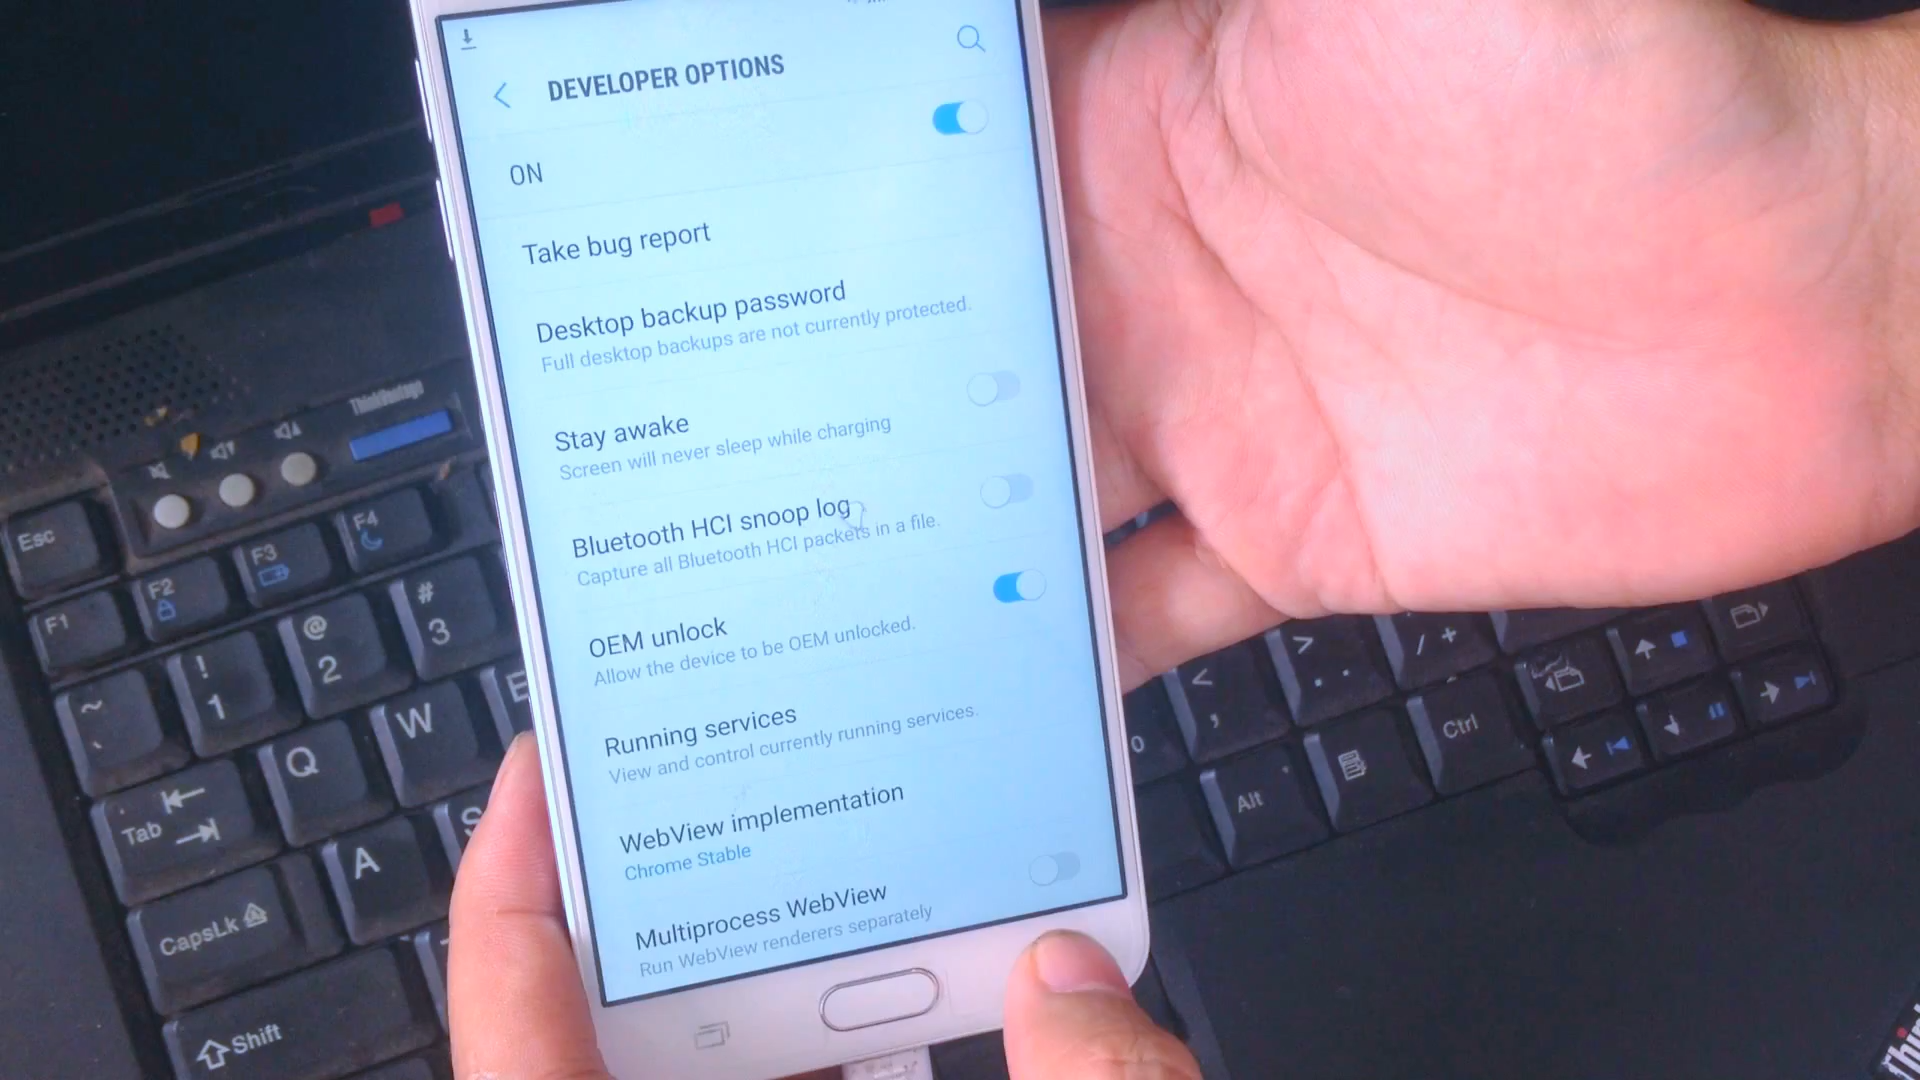 DEVELOPER OPTIONS
ON
Take bug report
Desktop backup password
Full desktop backups are not currently protected.
Stay awake
Screen will never sleep while charging
Bluetooth HCI snoop log
Capture all Bluetooth HCI packets in a file.
OEM unlock
Allow the device to be OEM unlocked.
Running services
View and control currently running services.
WebView implementation
Chrome Stable
Multiprocess WebView
Run WebView renderers separately
ThinkVantage
Esc
F1
F2
F3
F4
~
`
!
1
@
2
#
3
Tab
Q
W
E
CapsLk
A
S
Shift
<
,
>
.
/
+
0
Alt
Ctrl
Think